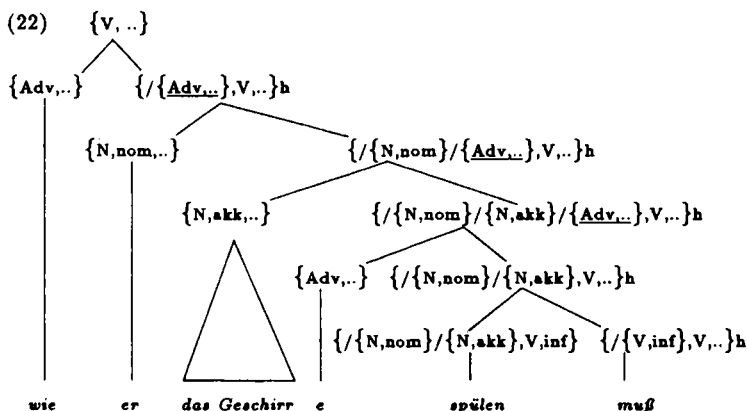 (22) {V, ..}
{Adv,..} {/{Adv,..},V,..}h
{N,nom,..} {/{N,nom}/{Adv,..},V,..}h
{N,akk,..} {/{N,nom}/{N,akk}/{Adv,..},V,..}h
{Adv,..} {/{N,nom}/{N,akk},V,..}h
{/{N,nom}/{N,akk},V,inf} {/{V,inf},V,..}h
wie er das Geschirr e spülen muß